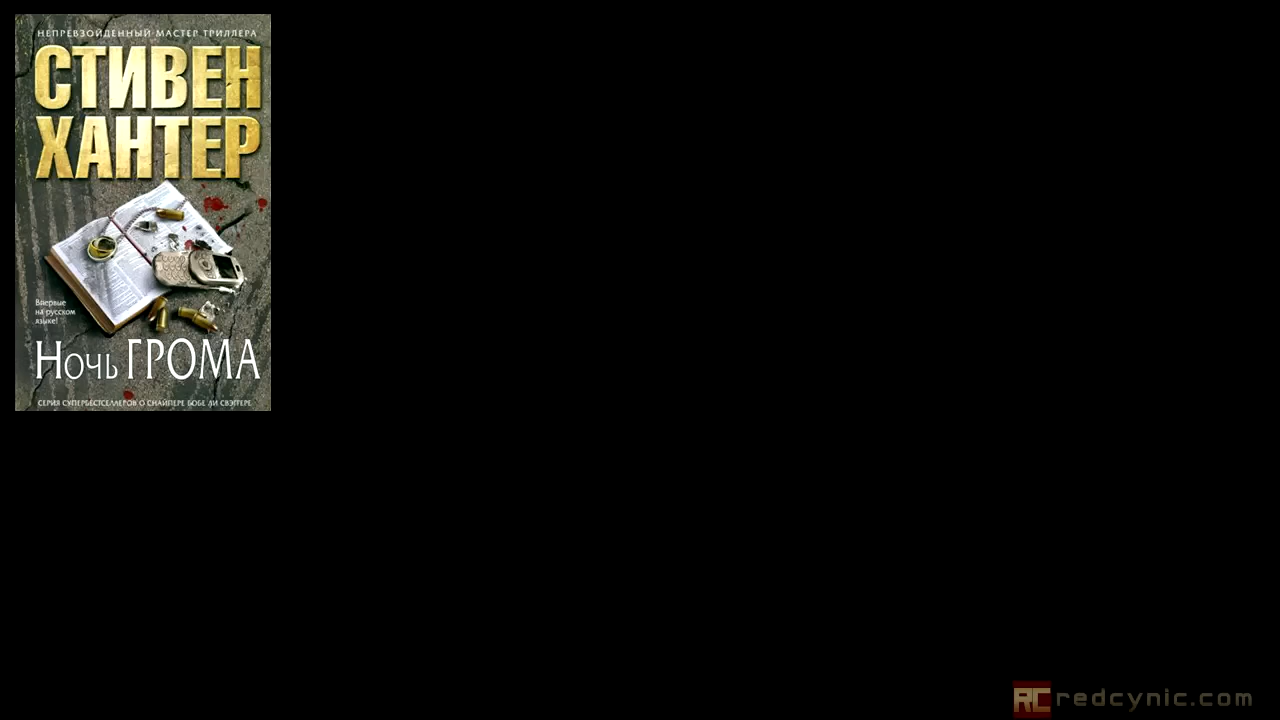 НЕПРЕВЗОЙДЕННЫЙ МАСТЕР ТРИЛЛЕРА
СТИВЕН
ХАНТЕР
Впервые
на русском
языке!
Ночь ГРОМА
СЕРИЯ СУПЕРБЕСТСЕЛЛЕРОВ О СНАЙПЕРЕ БОБЕ ЛИ СВЭГГЕРЕ
RC redcynic.com